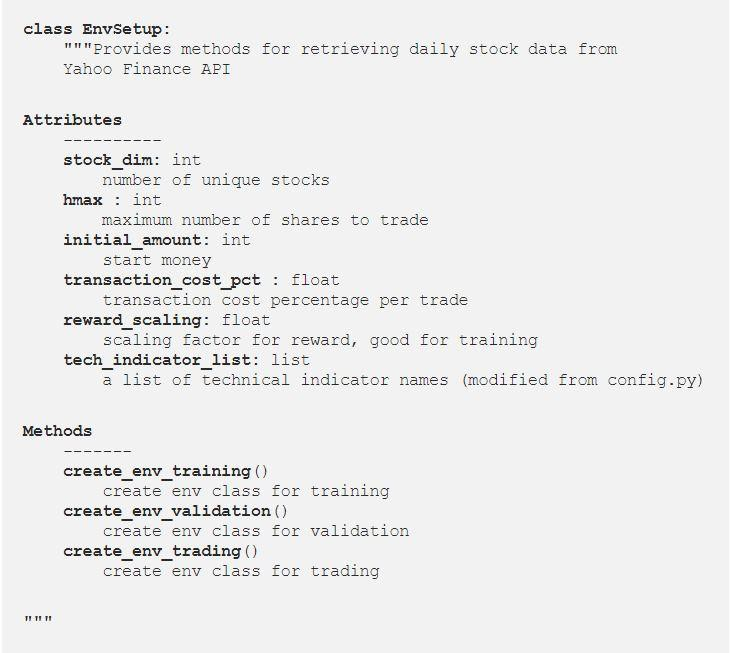 class EnvSetup:
    """Provides methods for retrieving daily stock data from
    Yahoo Finance API
Attributes
    ----------
    stock_dim: int
        number of unique stocks
    hmax : int
        maximum number of shares to trade
    initial_amount: int
        start money
    transaction_cost_pct : float
        transaction cost percentage per trade
    reward_scaling: float
        scaling factor for reward, good for training
    tech_indicator_list: list
        a list of technical indicator names (modified from config.py)
Methods
    -------
    create_env_training()
        create env class for training
    create_env_validation()
        create env class for validation
    create_env_trading()
        create env class for trading
"""